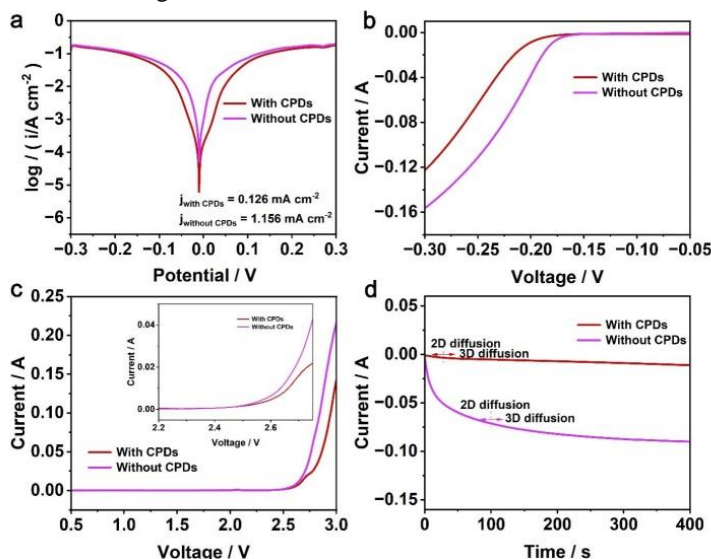 a
log / ( i/A cm⁻²)
1
0
−1
−2
−3
−4
−5
−6
With CPDs
Without CPDs
j with CPDs = 0.126 mA cm⁻²
j without CPDs = 1.156 mA cm⁻²
−0.3 −0.2 −0.1 0.0 0.1 0.2 0.3
Potential / V
b
Current / A
0.00
−0.04
−0.08
−0.12
−0.16
With CPDs
Without CPDs
−0.30 −0.25 −0.20 −0.15 −0.10 −0.05
Voltage / V
c
Current / A
0.25
0.20
0.15
0.10
0.05
0.00
Current / A
0.04
0.02
0.00
With CPDs
Without CPDs
2.2 2.4 2.6
Voltage / V
With CPDs
Without CPDs
0.5 1.0 1.5 2.0 2.5 3.0
Voltage / V
d
Current / A
0.05
0.00
−0.05
−0.10
−0.15
With CPDs
Without CPDs
2D diffusion
3D diffusion
2D diffusion
3D diffusion
0 100 200 300 400
Time / s